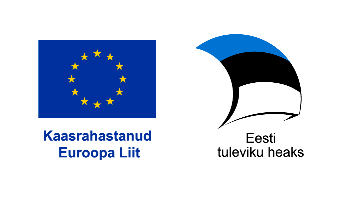 Kaasrahastanud
Euroopa Liit
Eesti
tuleviku heaks